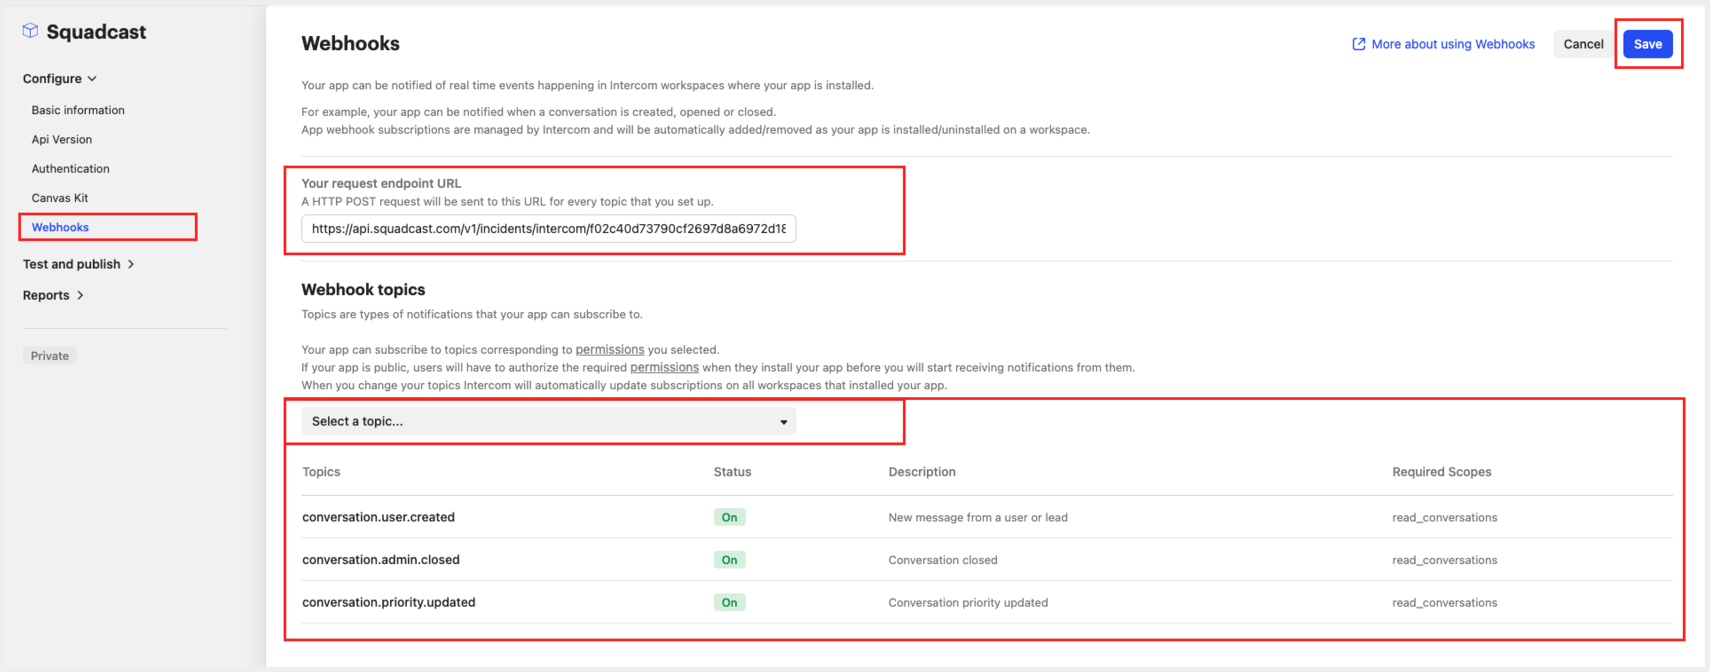 Squadcast
Configure
Basic information
Api Version
Authentication
Canvas Kit
Webhooks
Test and publish
Reports
Private
Webhooks
More about using Webhooks
Cancel
Save
Your app can be notified of real time events happening in Intercom workspaces where your app is installed.
For example, your app can be notified when a conversation is created, opened or closed.
App webhook subscriptions are managed by Intercom and will be automatically added/removed as your app is installed/uninstalled on a workspace.
Your request endpoint URL
A HTTP POST request will be sent to this URL for every topic that you set up.
https://api.squadcast.com/v1/incidents/intercom/f02c40d73790cf2697d8a6972d18
Webhook topics
Topics are types of notifications that your app can subscribe to.
Your app can subscribe to topics corresponding to permissions you selected.
If your app is public, users will have to authorize the required permissions when they install your app before you will start receiving notifications from them.
When you change your topics Intercom will automatically update subscriptions on all workspaces that installed your app.
Select a topic...
Topics Status Description Required Scopes
conversation.user.created On New message from a user or lead read_conversations
conversation.admin.closed On Conversation closed read_conversations
conversation.priority.updated On Conversation priority updated read_conversations